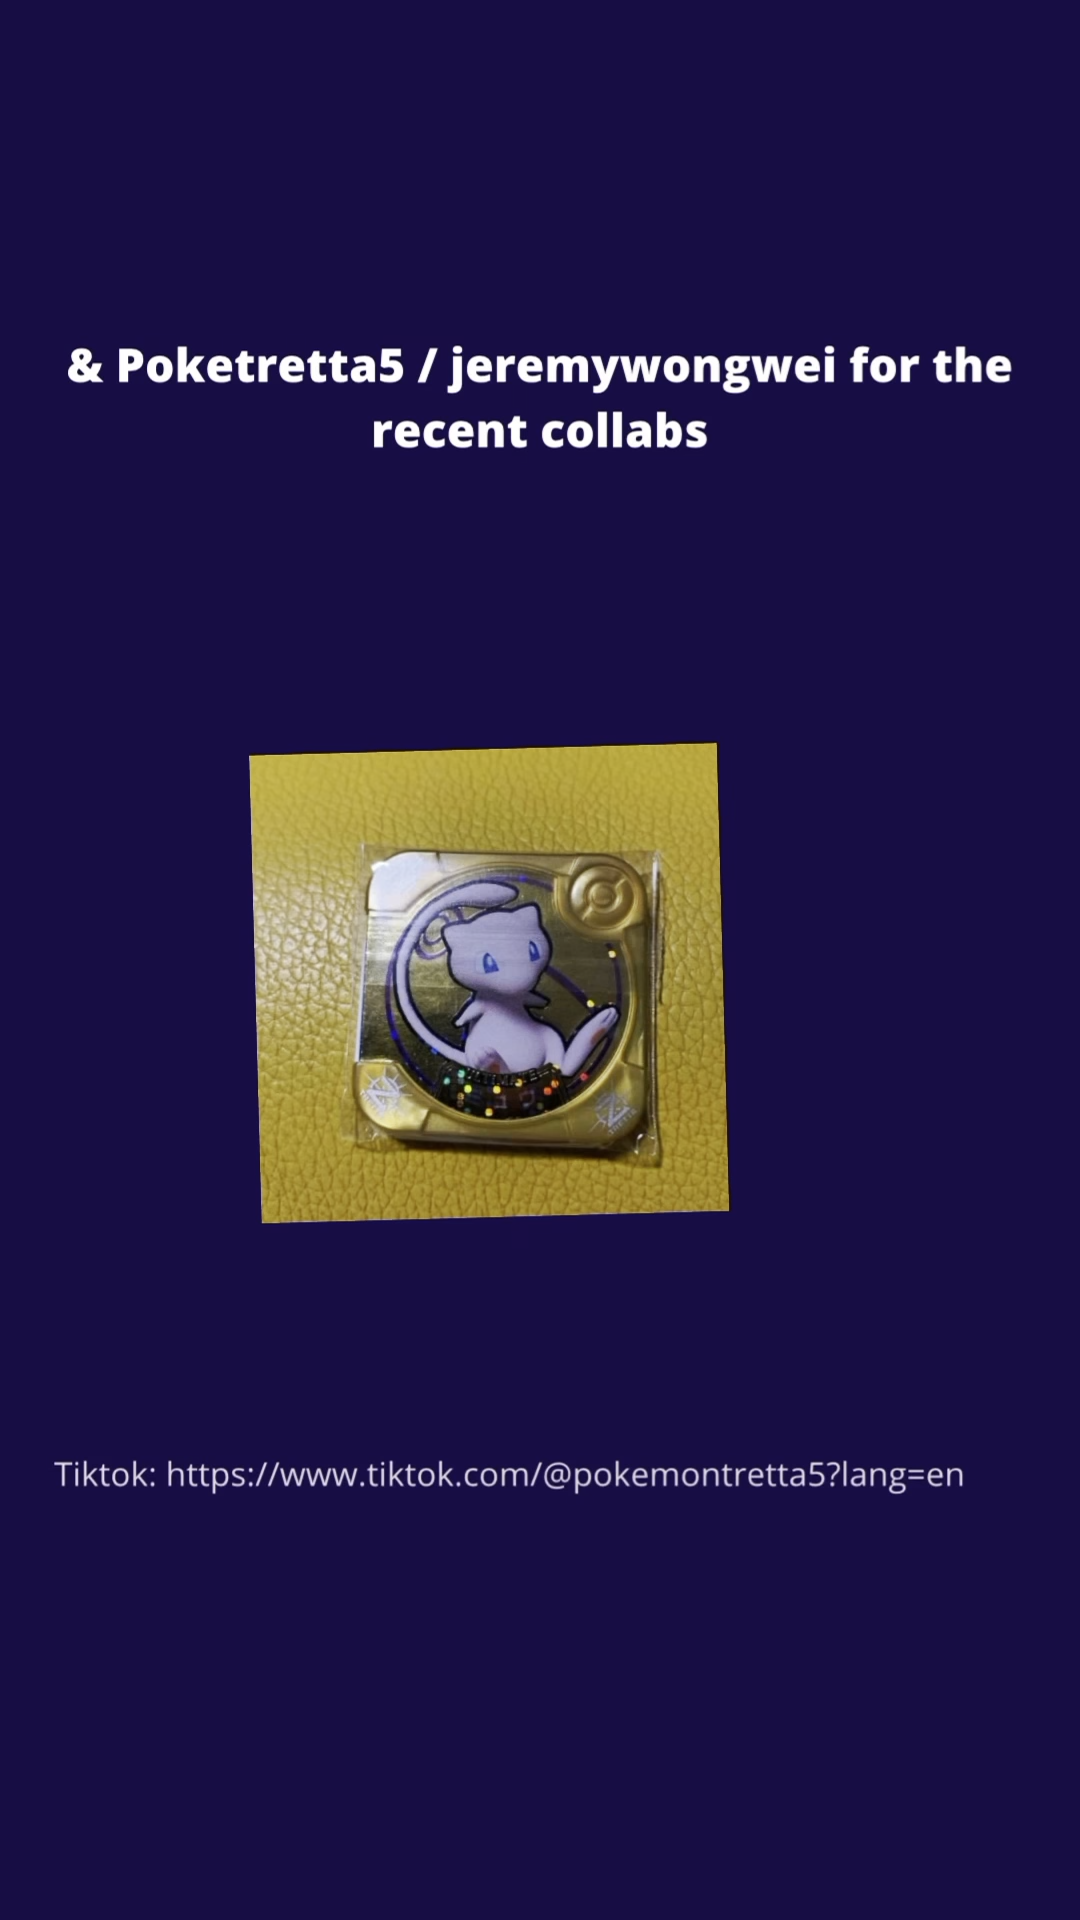 & Poketretta5 / jeremywongwei for the
recent collabs
Tiktok: https://www.tiktok.com/@pokemontretta5?lang=en